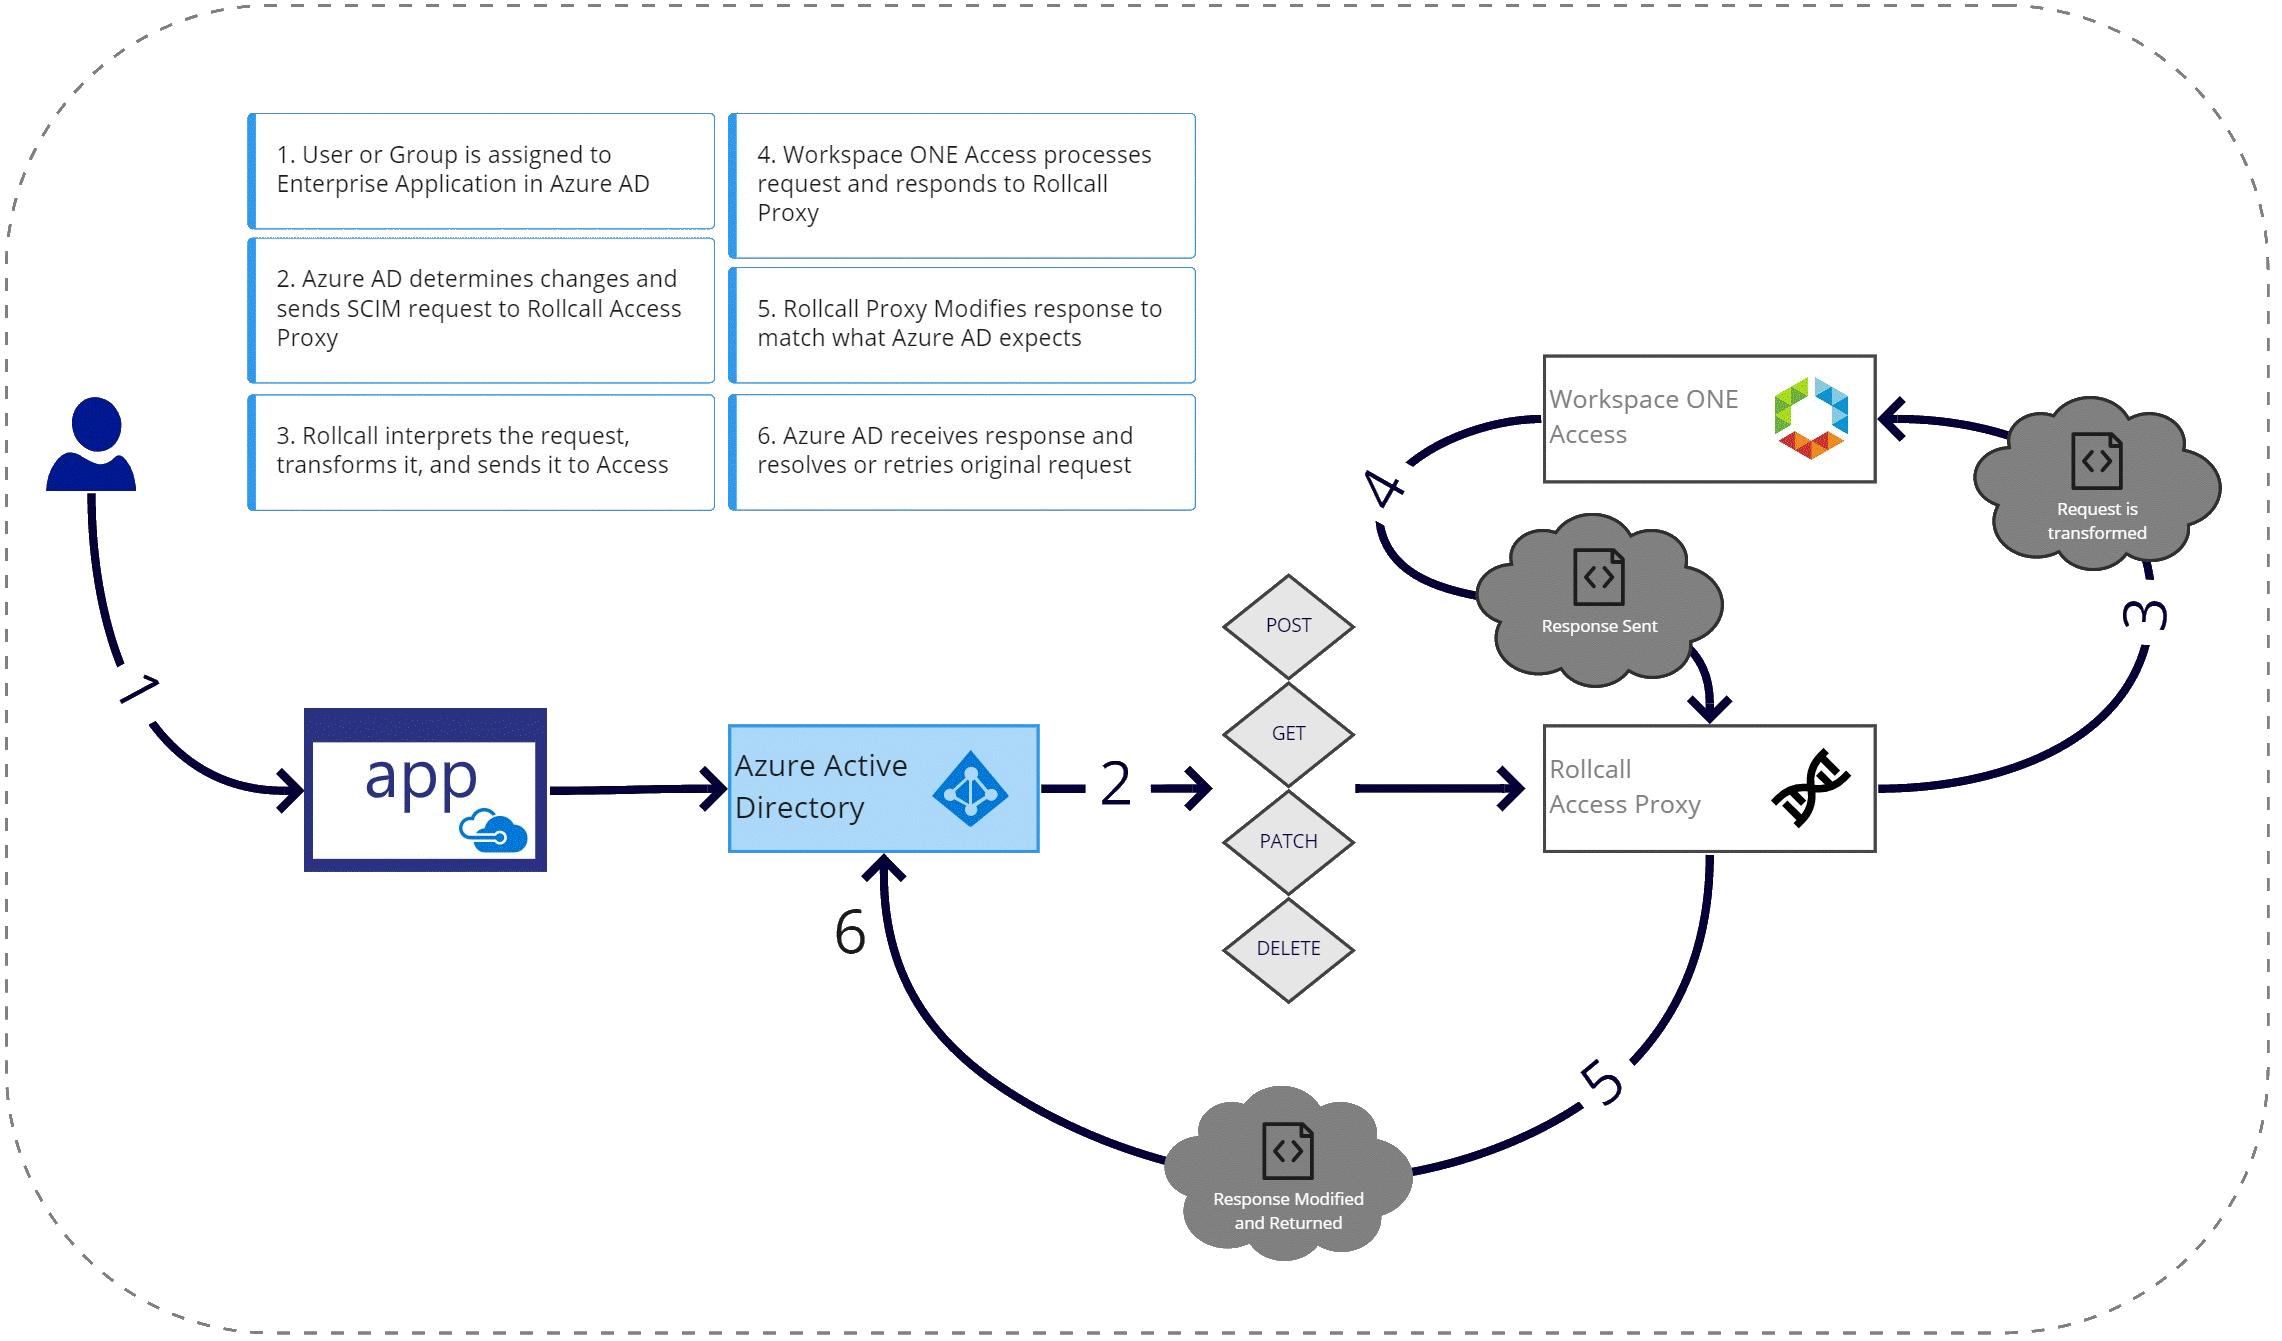 1. User or Group is assigned to
Enterprise Application in Azure AD
2. Azure AD determines changes and
sends SCIM request to Rollcall Access
Proxy
3. Rollcall interprets the request,
transforms it, and sends it to Access
4. Workspace ONE Access processes
request and responds to Rollcall
Proxy
5. Rollcall Proxy Modifies response to
match what Azure AD expects
6. Azure AD receives response and
resolves or retries original request
1
app
Azure Active
Directory
2
POST
GET
PATCH
DELETE
Rollcall
Access Proxy
3
Request is
transformed
Workspace ONE
Access
4
Response Sent
5
Response Modified
and Returned
6